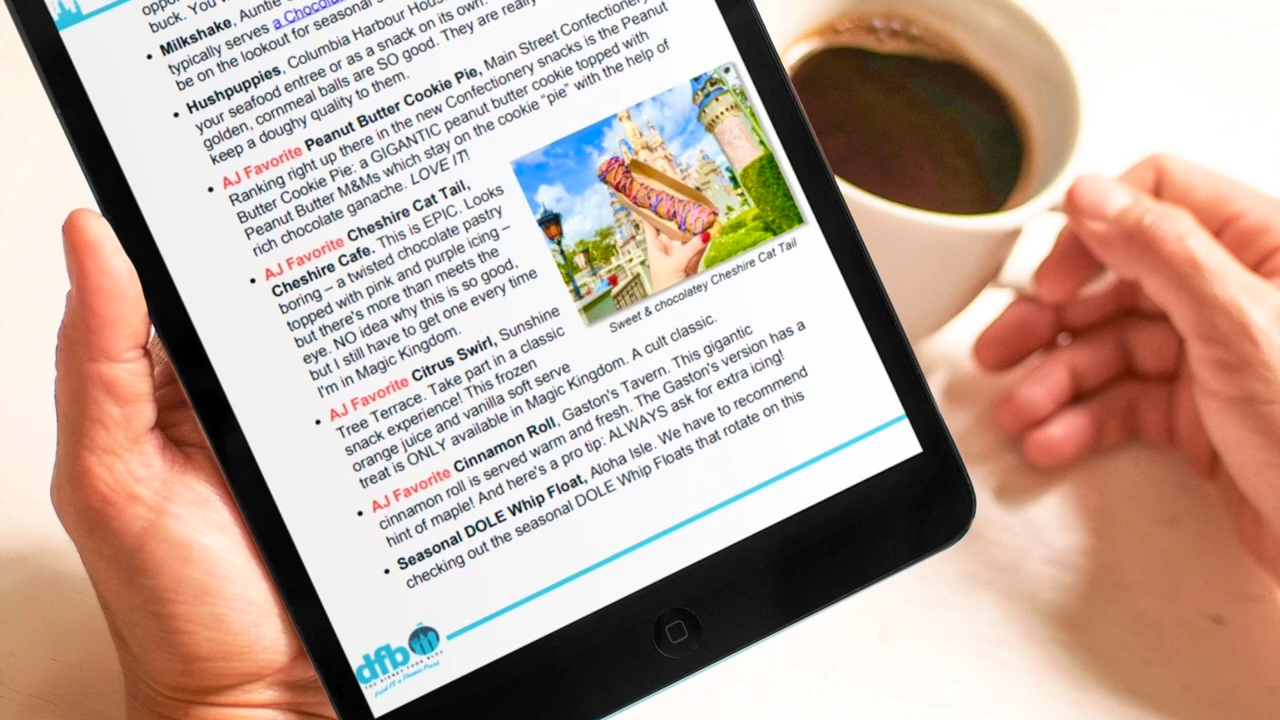 buck. You
• Milkshake, Auntie
typically serves a Chocola
be on the lookout for seasonal s
• Hushpuppies, Columbia Harbour Hous
your seafood entree or as a snack on its own.
golden, cornmeal balls are SO good. They are really
keep a doughy quality to them.
• AJ Favorite Peanut Butter Cookie Pie, Main Street Confectionery
Ranking right up there in the new Confectionery snacks is the Peanut
Butter Cookie Pie: a GIGANTIC peanut butter cookie topped with
Peanut Butter M&Ms which stay on the cookie “pie” with the help of
rich chocolate ganache. LOVE IT!
• AJ Favorite Cheshire Cat Tail,
Cheshire Cafe. This is EPIC. Looks
boring – a twisted chocolate pastry
topped with pink and purple icing –
but there's more than meets the
eye. NO idea why this is so good,
but I still have to get one every time
I'm in Magic Kingdom.
Sweet & chocolatey Cheshire Cat Tail
• AJ Favorite Citrus Swirl, Sunshine
Tree Terrace. Take part in a classic
snack experience! This frozen
orange juice and vanilla soft serve
treat is ONLY available in Magic Kingdom. A cult classic.
• AJ Favorite Cinnamon Roll, Gaston's Tavern. This gigantic
cinnamon roll is served warm and fresh. The Gaston's version has a
hint of maple! And here's a pro tip: ALWAYS ask for extra icing!
• Seasonal DOLE Whip Float, Aloha Isle. We have to recommend
checking out the seasonal DOLE Whip Floats that rotate on this
dfb
THE DISNEY FOOD BLOG
Food IS a Theme Park